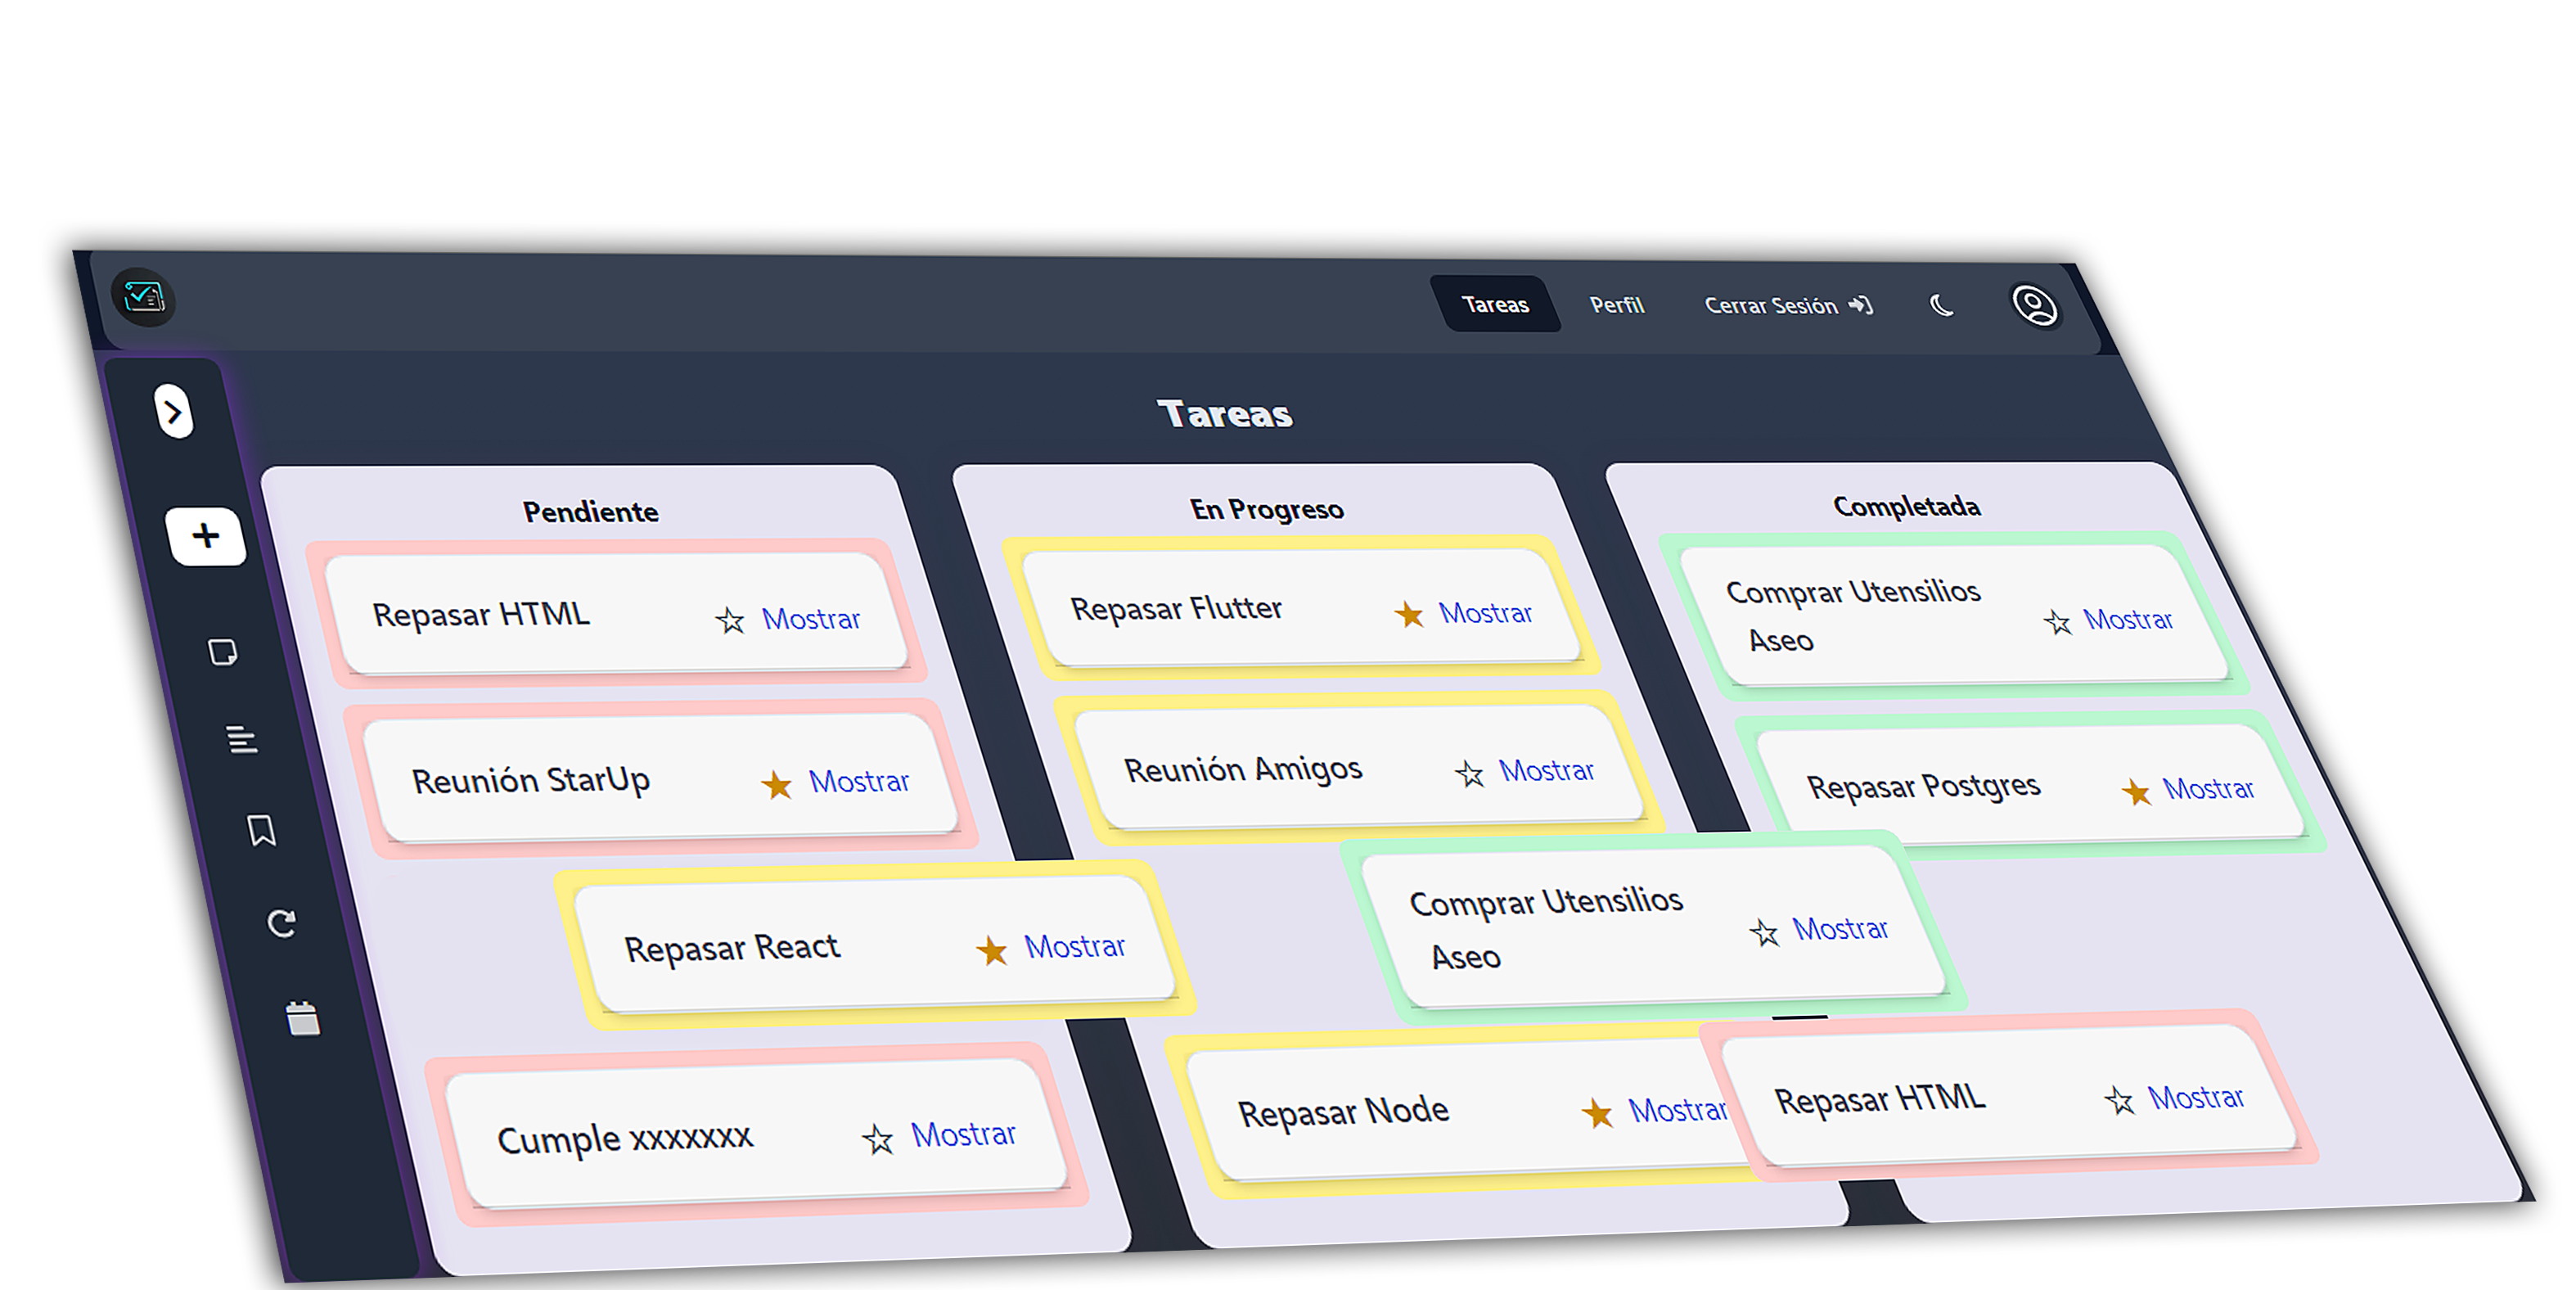 Tareas
Perfil
Cerrar Sesión
Tareas
Pendiente
Repasar HTML
Mostrar
Reunión StarUp
Mostrar
Repasar React
Mostrar
Cumple xxxxxxx
Mostrar
En Progreso
Repasar Flutter
Mostrar
Reunión Amigos
Mostrar
Comprar Utensilios
Aseo
Mostrar
Repasar Node
Mostrar
Completada
Comprar Utensilios
Aseo
Mostrar
Repasar Postgres
Mostrar
Repasar HTML
Mostrar